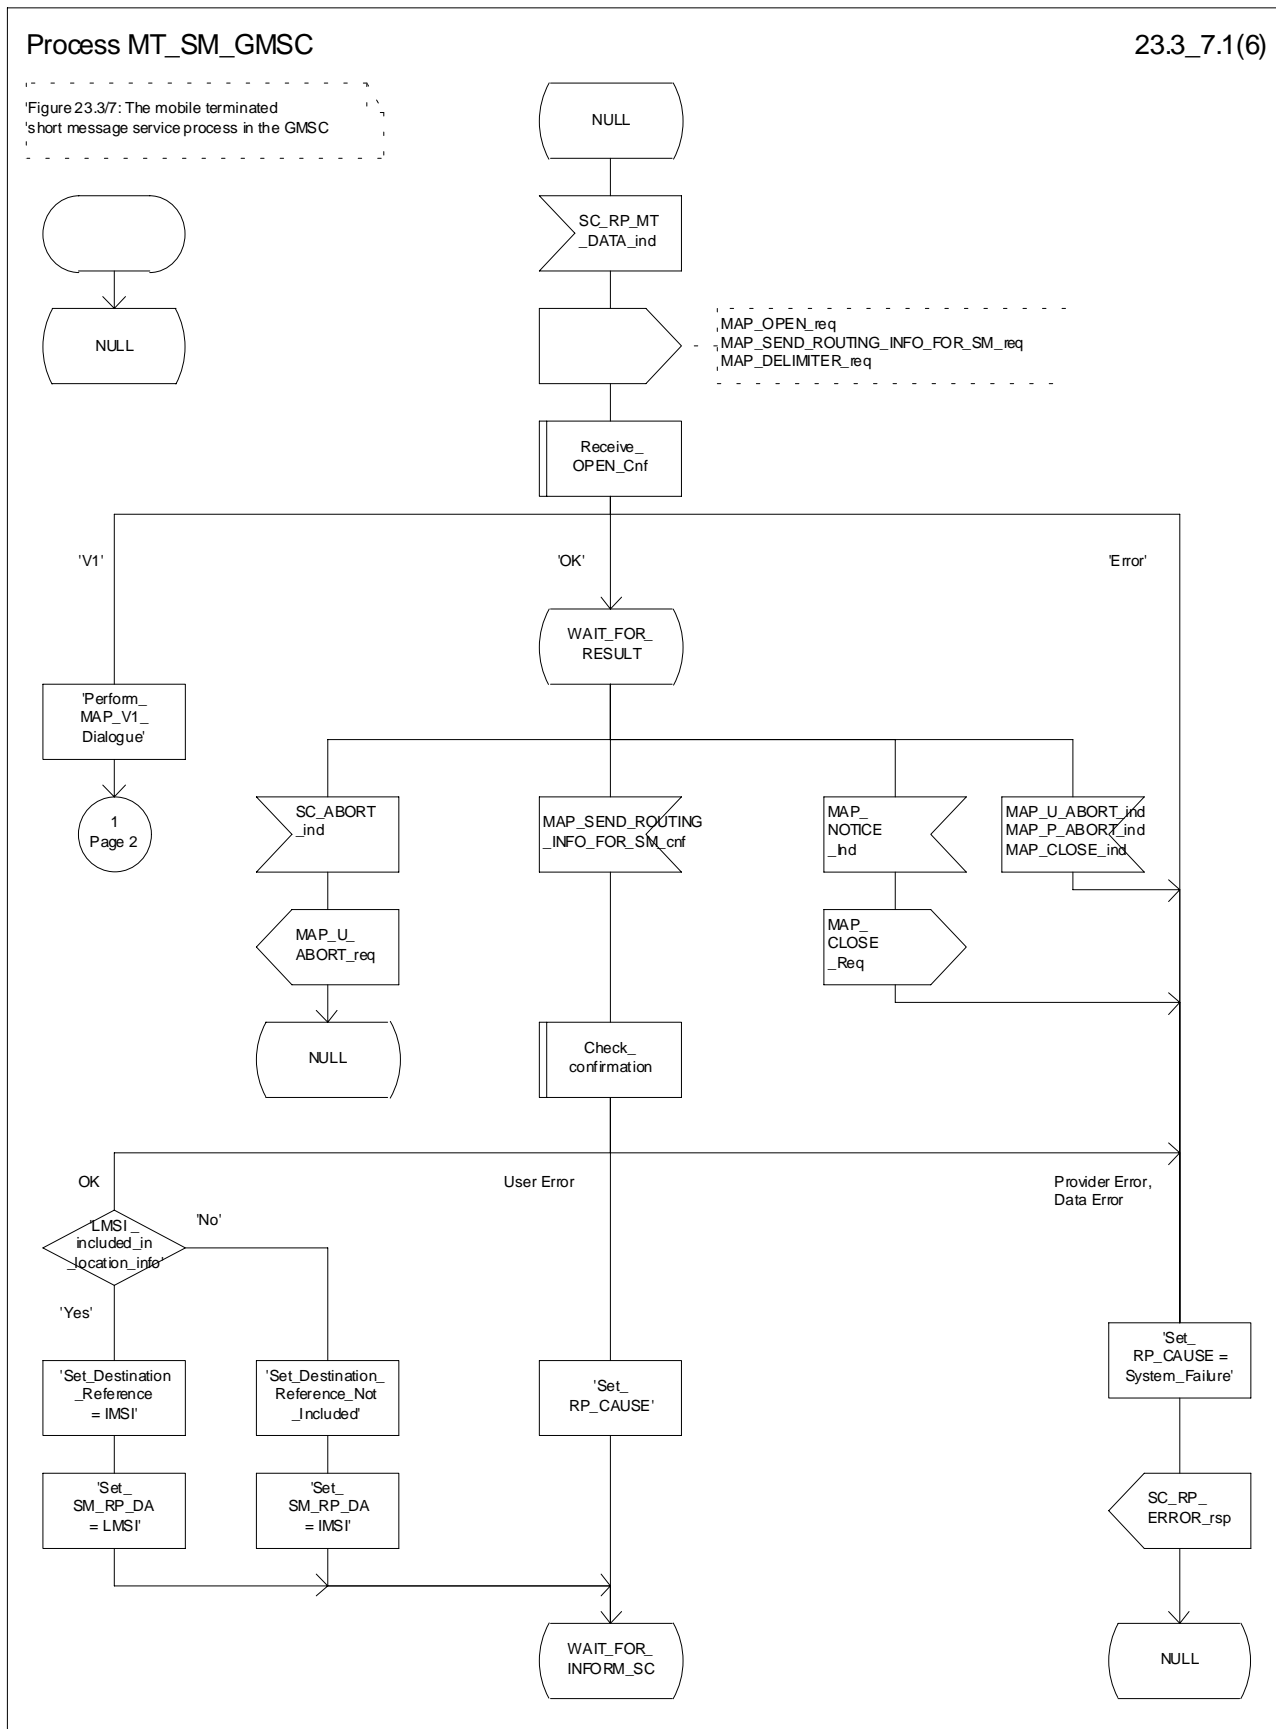 Process MT_SM_GMSC
23.3_7.1(6)
'Figure 23.3/7: The mobile terminated
'short message service process in the GMSC
NULL
SC_RP_MT
_DATA_ind
NULL
MAP_OPEN_req
MAP_SEND_ROUTING_INFO_FOR_SM_req
MAP_DELIMITER_req
Receive_
OPEN_Cnf
'V1'
'OK'
'Error'
WAIT_FOR_
RESULT
'Perform_
MAP_V1_
Dialogue'
1
Page 2
SC_ABORT
_ind
MAP_SEND_ROUTING
_INFO_FOR_SM_cnf
MAP_
NOTICE
_Ind
MAP_U_ABORT_ind
MAP_P_ABORT_ind
MAP_CLOSE_ind
MAP_U_
ABORT_req
MAP_
CLOSE
_Req
NULL
Check_
confirmation
OK
User Error
Provider Error,
Data Error
'LMSI_
included_in
_location_info'
'No'
'Yes'
'Set_Destination
_Reference
= IMSI'
'Set_Destination_
Reference_Not
_Included'
'Set_
RP_CAUSE'
'Set_
RP_CAUSE =
System_Failure'
'Set_
SM_RP_DA
= LMSI'
'Set_
SM_RP_DA
= IMSI'
SC_RP_
ERROR_rsp
WAIT_FOR_
INFORM_SC
NULL